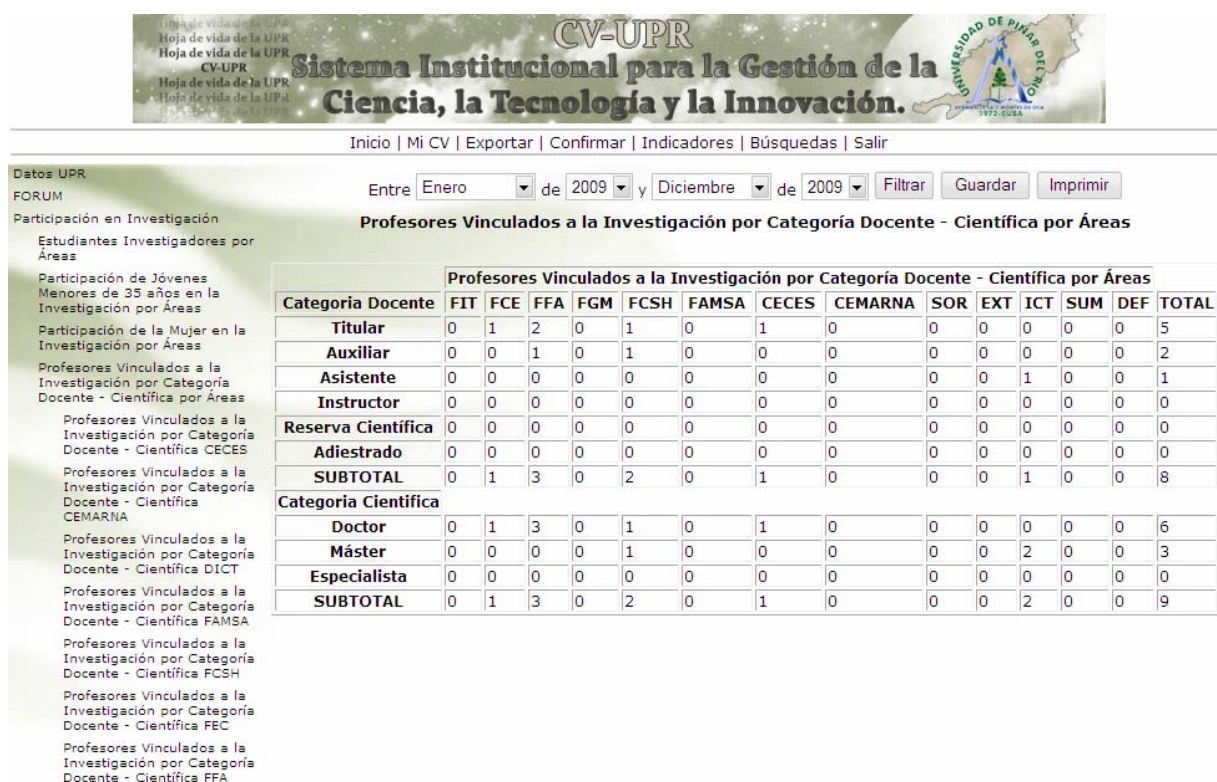 Hoja de vida de la UPR
Hoja de vida de la UPR
Hoja de vida de la UPR
CV-UPR
Hoja de vida de la UPR
Hoja de vida de la UPR
CV-UPR
Sistema Institucional para la Gestión de la
Ciencia, la Tecnología y la Innovación.
UNIVERSIDAD DE PINAR DEL RIO
1972-CUBA
Inicio | Mi CV | Exportar | Confirmar | Indicadores | Búsquedas | Salir
Datos UPR
FORUM
Participación en Investigación
Estudiantes Investigadores por
Áreas
Participación de Jóvenes
Menores de 35 años en la
Investigación por Áreas
Participación de la Mujer en la
Investigación por Áreas
Profesores Vinculados a la
Investigación por Categoría
Docente - Científica por Áreas
Profesores Vinculados a la
Investigación por Categoría
Docente - Científica CECES
Profesores Vinculados a la
Investigación por Categoría
Docente - Científica
CEMARNA
Profesores Vinculados a la
Investigación por Categoría
Docente - Científica DICT
Profesores Vinculados a la
Investigación por Categoría
Docente - Científica FAMSA
Profesores Vinculados a la
Investigación por Categoría
Docente - Científica FCSH
Profesores Vinculados a la
Investigación por Categoría
Docente - Científica FEC
Profesores Vinculados a la
Investigación por Categoría
Docente - Científica FFA
Entre Enero de 2009 y Diciembre de 2009 Filtrar Guardar Imprimir
Profesores Vinculados a la Investigación por Categoría Docente - Científica por Áreas
Profesores Vinculados a la Investigación por Categoría Docente - Científica por Áreas
Categoria Docente FIT FCE FFA FGM FCSH FAMSA CECES CEMARNA SOR EXT ICT SUM DEF TOTAL
Titular 0 1 2 0 1 0 1 0 0 0 0 0 0 5
Auxiliar 0 0 1 0 1 0 0 0 0 0 0 0 0 2
Asistente 0 0 0 0 0 0 0 0 0 0 1 0 0 1
Instructor 0 0 0 0 0 0 0 0 0 0 0 0 0 0
Reserva Científica 0 0 0 0 0 0 0 0 0 0 0 0 0 0
Adiestrado 0 0 0 0 0 0 0 0 0 0 0 0 0 0
SUBTOTAL 0 1 3 0 2 0 1 0 0 0 1 0 0 8
Categoria Cientifica
Doctor 0 1 3 0 1 0 1 0 0 0 0 0 0 6
Máster 0 0 0 0 1 0 0 0 0 0 2 0 0 3
Especialista 0 0 0 0 0 0 0 0 0 0 0 0 0 0
SUBTOTAL 0 1 3 0 2 0 1 0 0 0 2 0 0 9